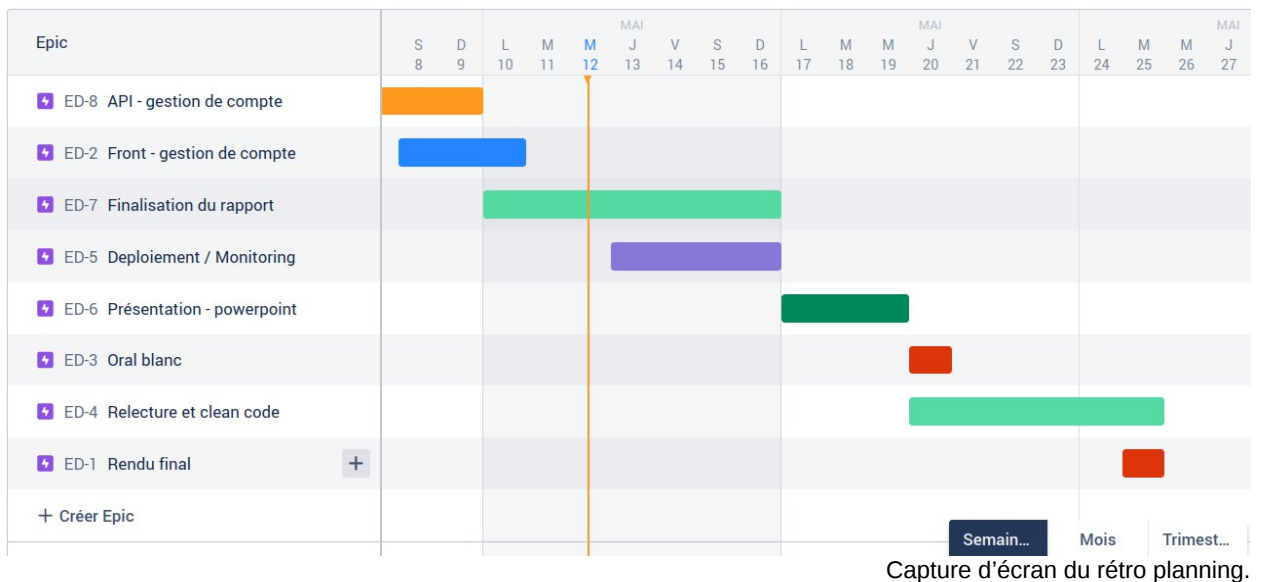 MAI MAI MAI
Epic S D L M M J V S D L M M J V S D L M M J
8 9 10 11 12 13 14 15 16 17 18 19 20 21 22 23 24 25 26 27
ED-8 API - gestion de compte
ED-2 Front - gestion de compte
ED-7 Finalisation du rapport
ED-5 Deploiement / Monitoring
ED-6 Présentation - powerpoint
ED-3 Oral blanc
ED-4 Relecture et clean code
ED-1 Rendu final +
+ Créer Epic
Semain... Mois Trimest...
Capture d’écran du rétro planning.